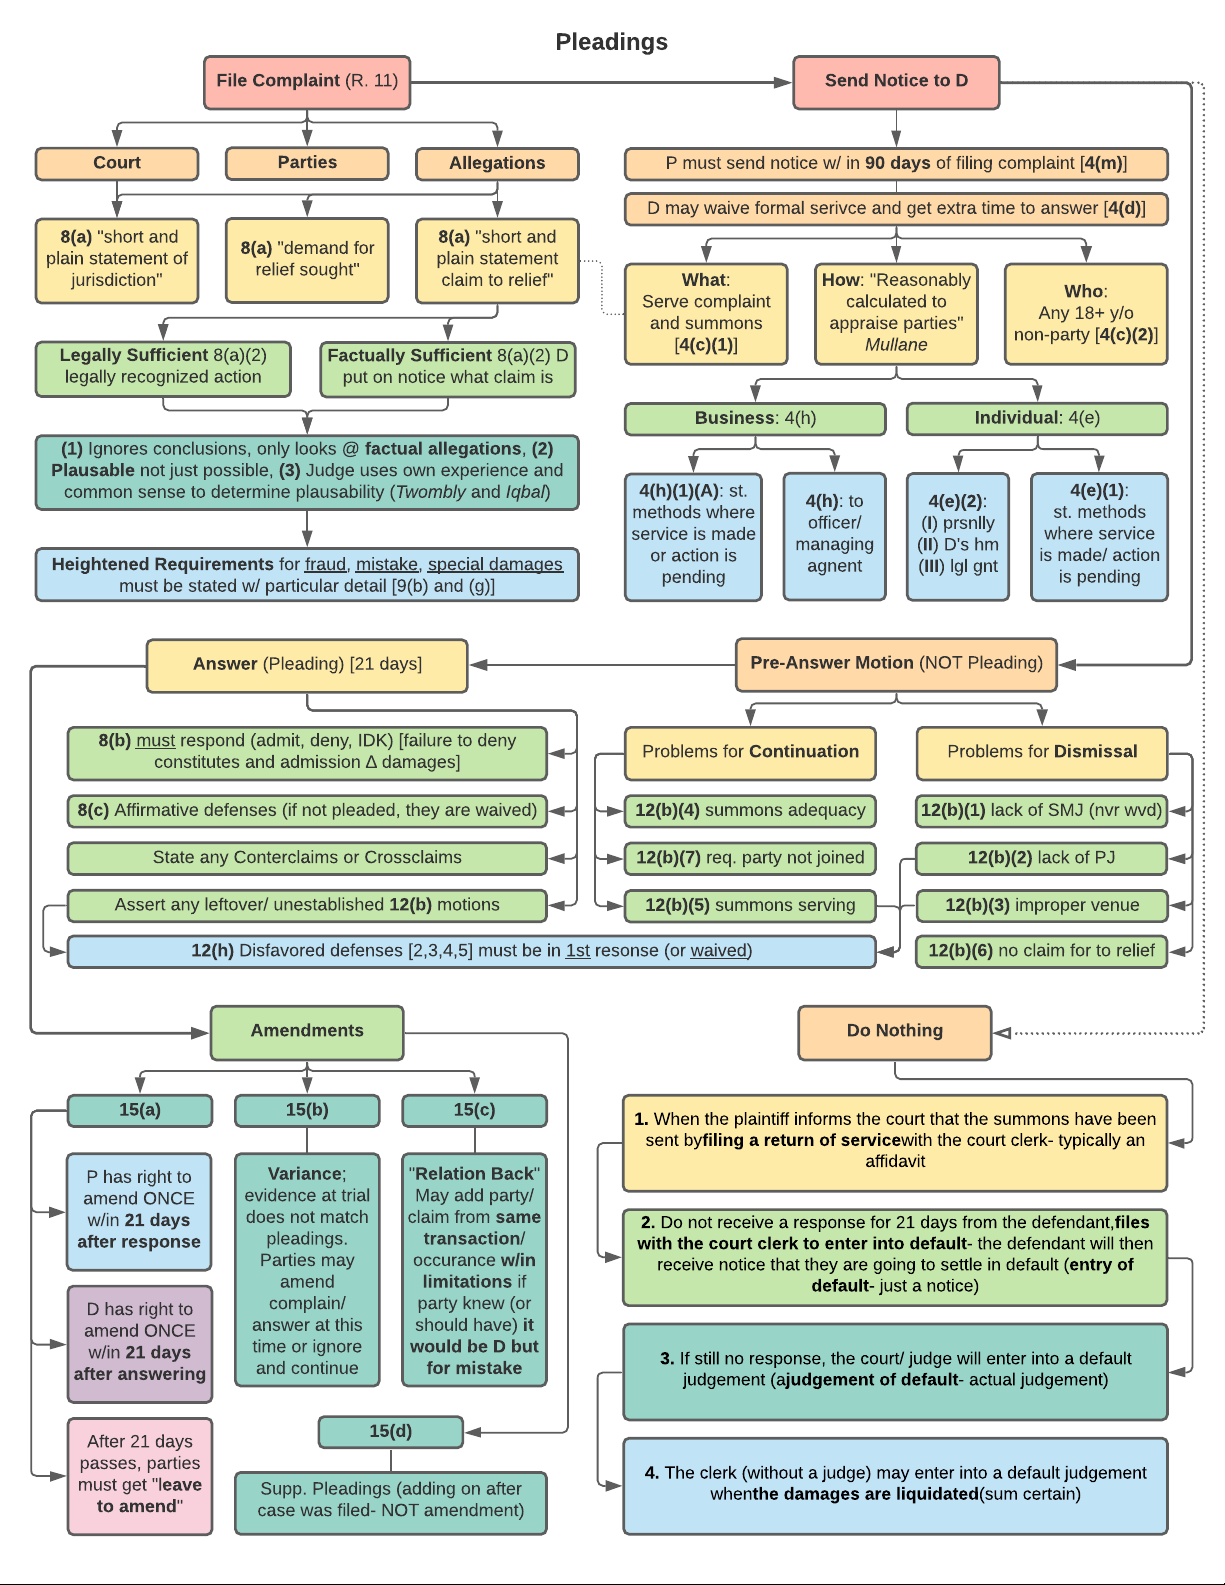 Pleadings
File Complaint (R. 11)
Send Notice to D
Court
Parties
Allegations
8(a) "short and
plain statement of
jurisdiction"
8(a) "demand for
relief sought"
8(a) "short and
plain statement
claim to relief"
Legally Sufficient 8(a)(2)
legally recognized action
Factually Sufficient 8(a)(2) D
put on notice what claim is
(1) Ignores conclusions, only looks @ factual allegations, (2)
Plausable not just possible, (3) Judge uses own experience and
common sense to determine plausability (Twombly and Iqbal)
Heightened Requirements for fraud, mistake, special damages
must be stated w/ particular detail [9(b) and (g)]
P must send notice w/ in 90 days of filing complaint [4(m)]
D may waive formal serivce and get extra time to answer [4(d)]
What:
Serve complaint
and summons
[4(c)(1)]
How: "Reasonably
calculated to
appraise parties"
Mullane
Who:
Any 18+ y/o
non-party [4(c)(2)]
Business: 4(h)
Individual: 4(e)
4(h)(1)(A): st.
methods where
service is made
or action is
pending
4(h): to
officer/
managing
agnent
4(e)(2):
(I) prsnlly
(II) D's hm
(III) lgl gnt
4(e)(1):
st. methods
where service
is made/ action
is pending
Answer (Pleading) [21 days]
Pre-Answer Motion (NOT Pleading)
8(b) must respond (admit, deny, IDK) [failure to deny
constitutes and admission Δ damages]
8(c) Affirmative defenses (if not pleaded, they are waived)
State any Conterclaims or Crossclaims
Assert any leftover/ unestablished 12(b) motions
12(h) Disfavored defenses [2,3,4,5] must be in 1st resonse (or waived)
Problems for Continuation
12(b)(4) summons adequacy
12(b)(7) req. party not joined
12(b)(5) summons serving
Problems for Dismissal
12(b)(1) lack of SMJ (nvr wvd)
12(b)(2) lack of PJ
12(b)(3) improper venue
12(b)(6) no claim for to relief
Amendments
15(a)
15(b)
15(c)
P has right to
amend ONCE
w/in 21 days
after response
D has right to
amend ONCE
w/in 21 days
after answering
After 21 days
passes, parties
must get "leave
to amend"
Variance;
evidence at trial
does not match
pleadings.
Parties may
amend
complain/
answer at this
time or ignore
and continue
"Relation Back"
May add party/
claim from same
transaction/
occurance w/in
limitations if
party knew (or
should have) it
would be D but
for mistake
15(d)
Supp. Pleadings (adding on after
case was filed- NOT amendment)
Do Nothing
1. When the plaintiff informs the court that the summons have been
sent byfiling a return of servicewith the court clerk- typically an
affidavit
2. Do not receive a response for 21 days from the defendant,files
with the court clerk to enter into default- the defendant will then
receive notice that they are going to settle in default (entry of
default- just a notice)
3. If still no response, the court/ judge will enter into a default
judgement (ajudgement of default- actual judgement)
4. The clerk (without a judge) may enter into a default judgement
whenthe damages are liquidated(sum certain)